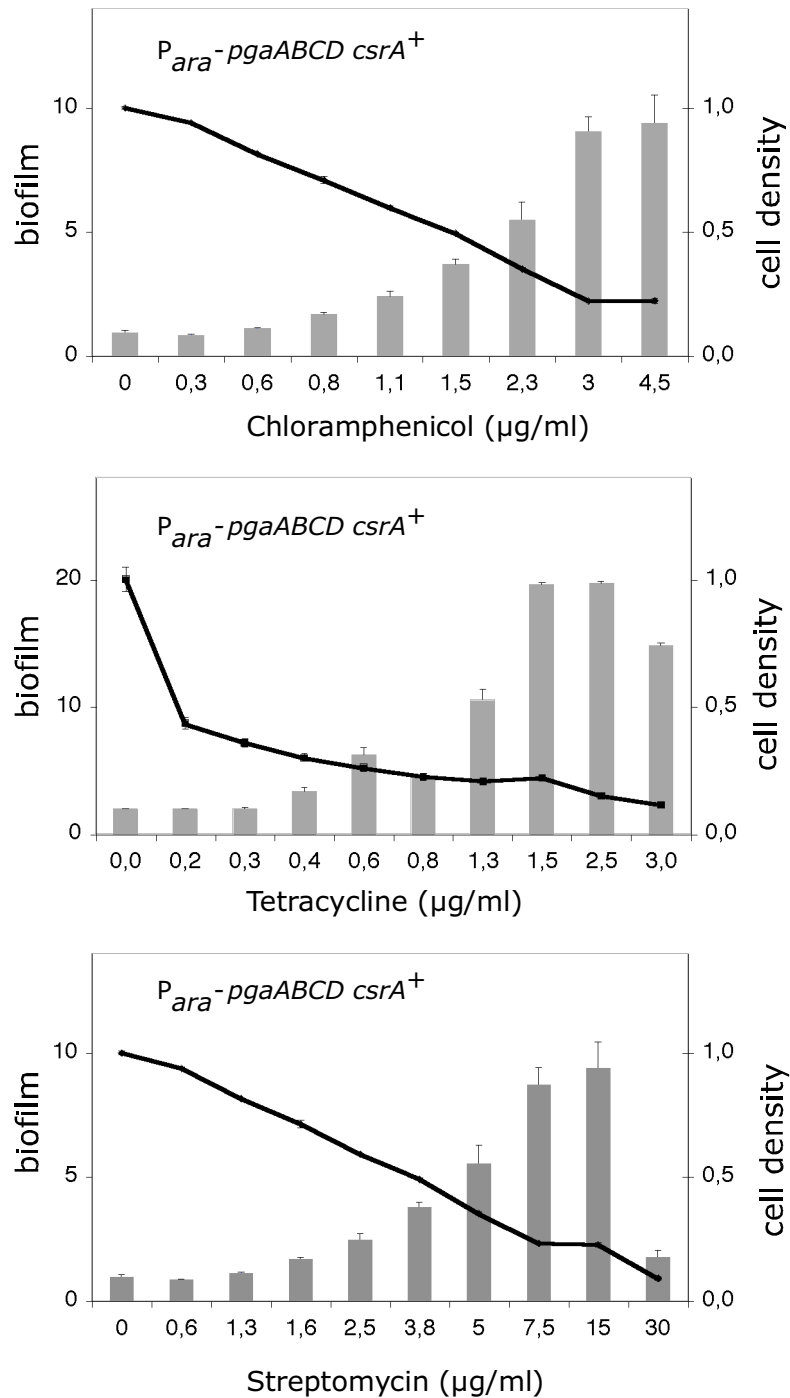 P_ara-pgaABCD csrA+
10
5
0
biofilm
1,0
0,5
0,0
cell density
0 0,3 0,6 0,8 1,1 1,5 2,3 3 4,5
Chloramphenicol (µg/ml)
P_ara-pgaABCD csrA+
20
10
0
biofilm
1,0
0,5
0,0
cell density
0,0 0,2 0,3 0,4 0,6 0,8 1,3 1,5 2,5 3,0
Tetracycline (µg/ml)
P_ara-pgaABCD csrA+
10
5
0
biofilm
1,0
0,5
0,0
cell density
0 0,6 1,3 1,6 2,5 3,8 5 7,5 15 30
Streptomycin (µg/ml)